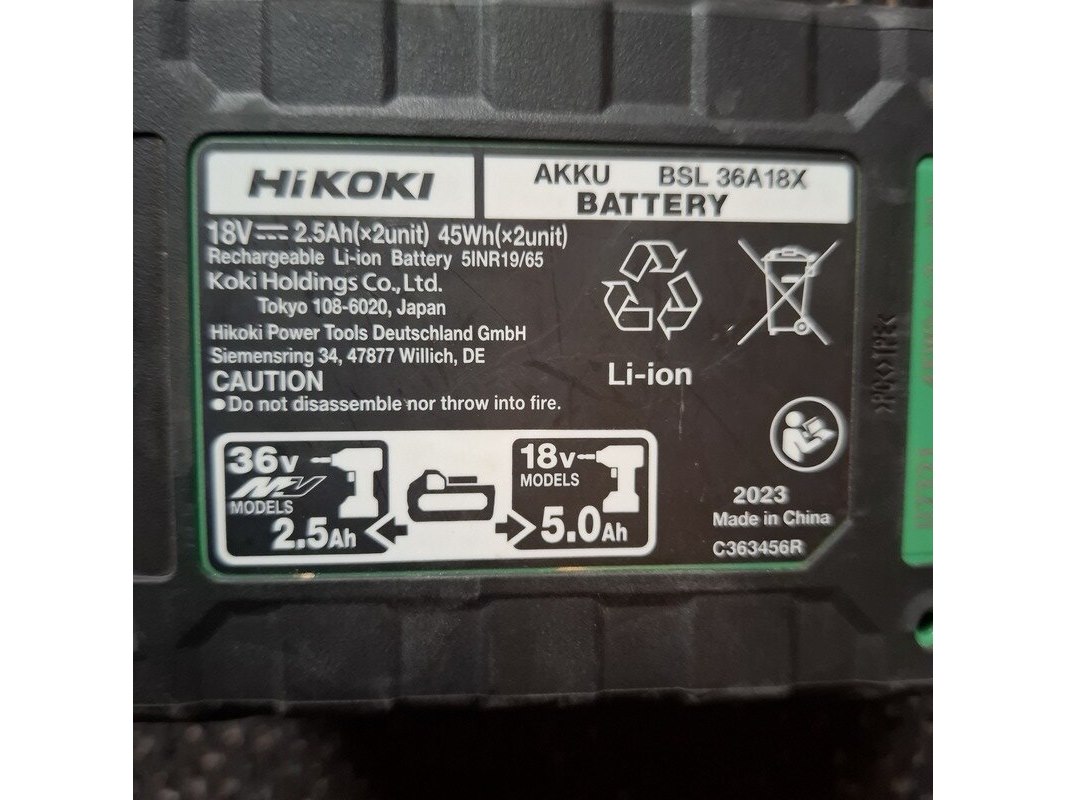 HiKOKI
AKKU BSL 36A18X
BATTERY
18V⎓ 2.5Ah(×2unit) 45Wh(×2unit)
Rechargeable Li-ion Battery 5INR19/65
Koki Holdings Co.,Ltd.
Tokyo 108-6020, Japan
Hikoki Power Tools Deutschland GmbH
Siemensring 34, 47877 Willich, DE
CAUTION
●Do not disassemble nor throw into fire.
Li-ion
36V
MV
MODELS
2.5Ah
18V
MODELS
5.0Ah
2023
Made in China
C363456R